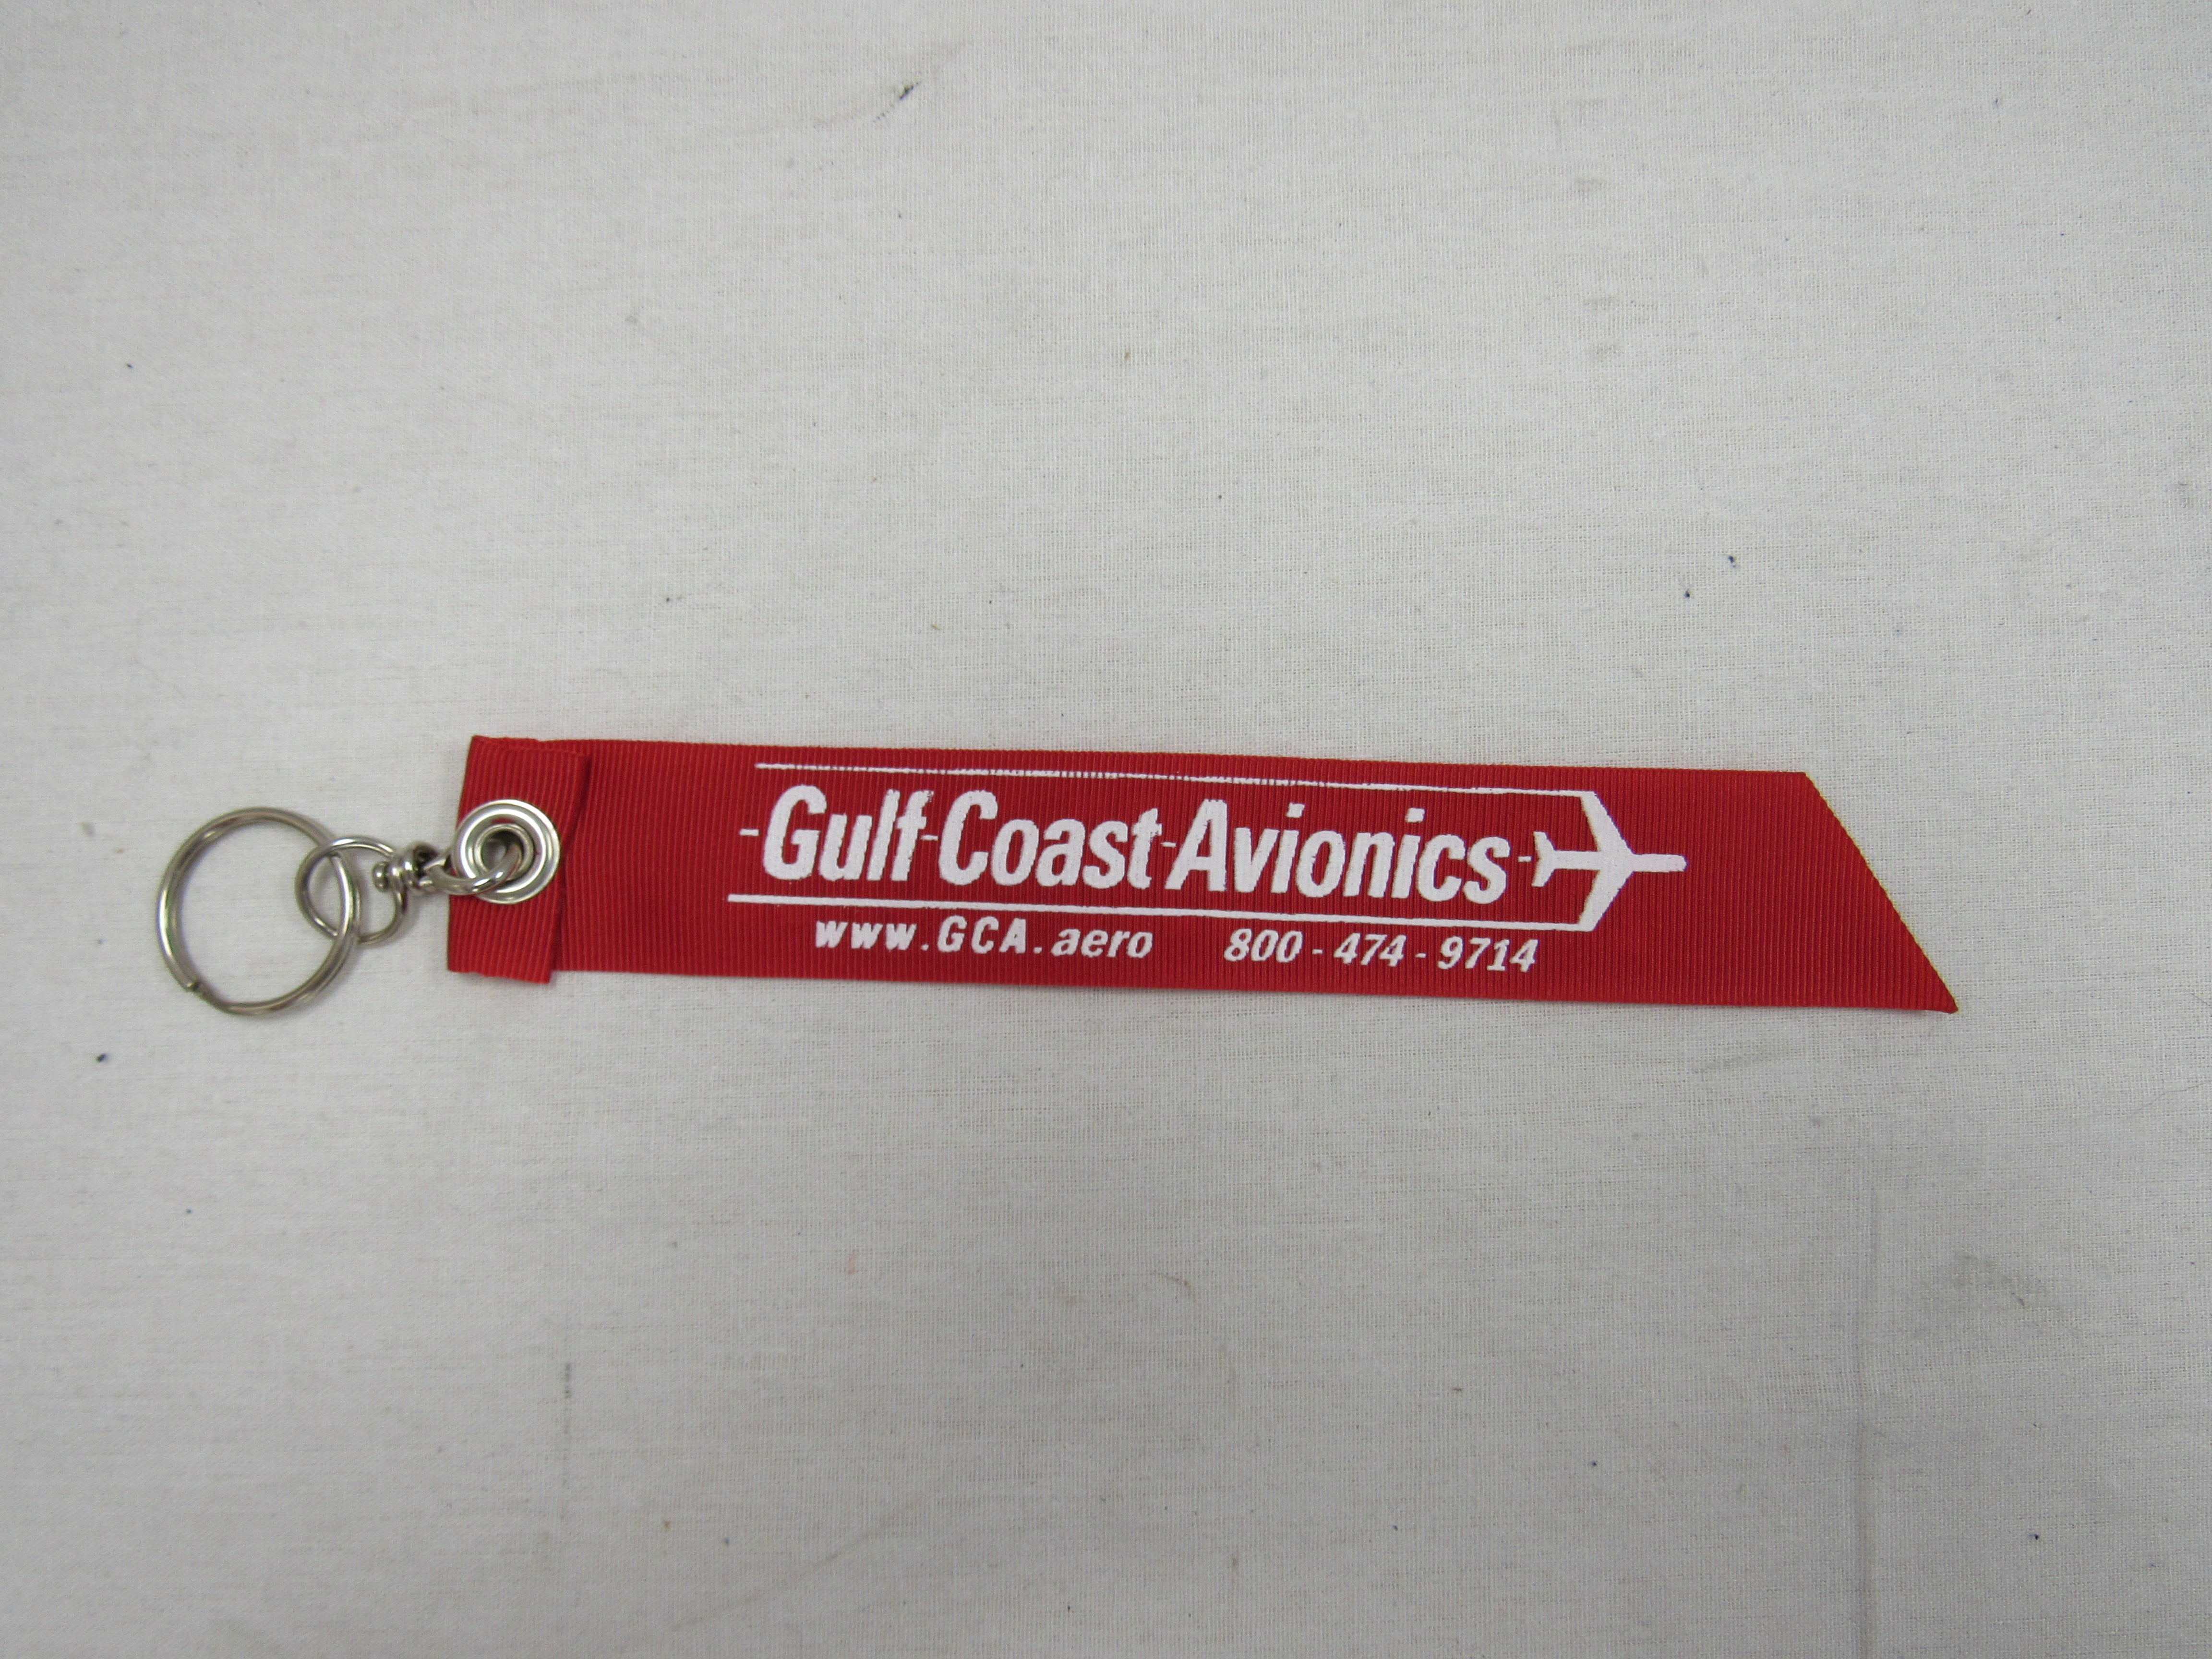 -Gulf-Coast-Avionics-
www.GCA.aero 800-474-9714